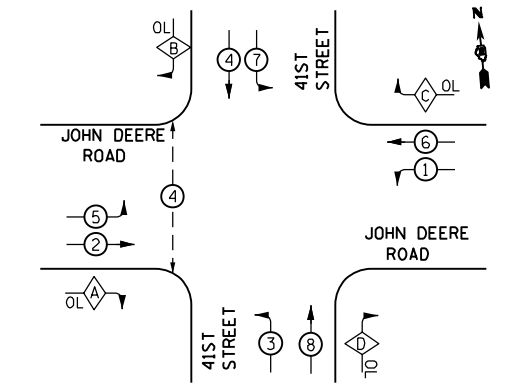 OL
B
4
7
41ST
STREET
N
C
OL
JOHN DEERE
ROAD
6
1
4
5
2
JOHN DEERE
ROAD
OL
A
41ST
STREET
3
8
D
OL